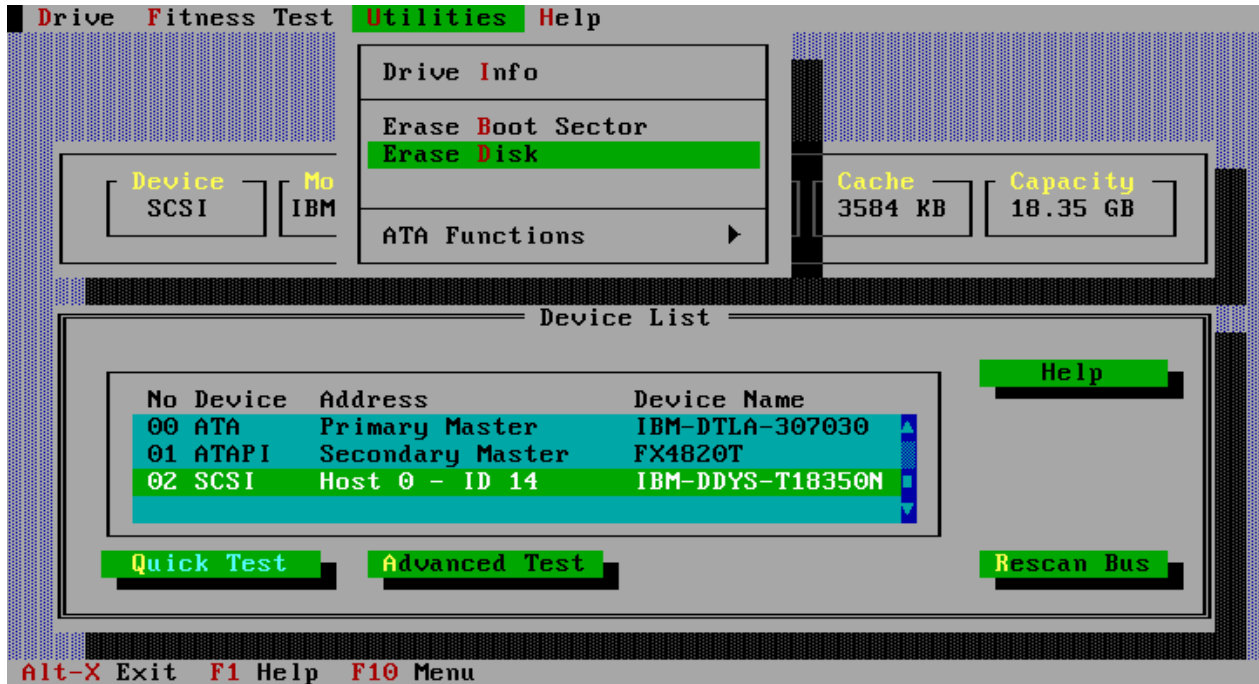 Drive Fitness Test Utilities Help
Drive Info
Erase Boot Sector
Erase Disk
ATA Functions
Device Mo Cache Capacity
SCSI IBM 3584 KB 18.35 GB
Device List
Help
No Device Address Device Name
00 ATA Primary Master IBM-DTLA-307030
01 ATAPI Secondary Master FX4820T
02 SCSI Host 0 - ID 14 IBM-DDYS-T18350N
Quick Test Advanced Test Rescan Bus
Alt-X Exit F1 Help F10 Menu